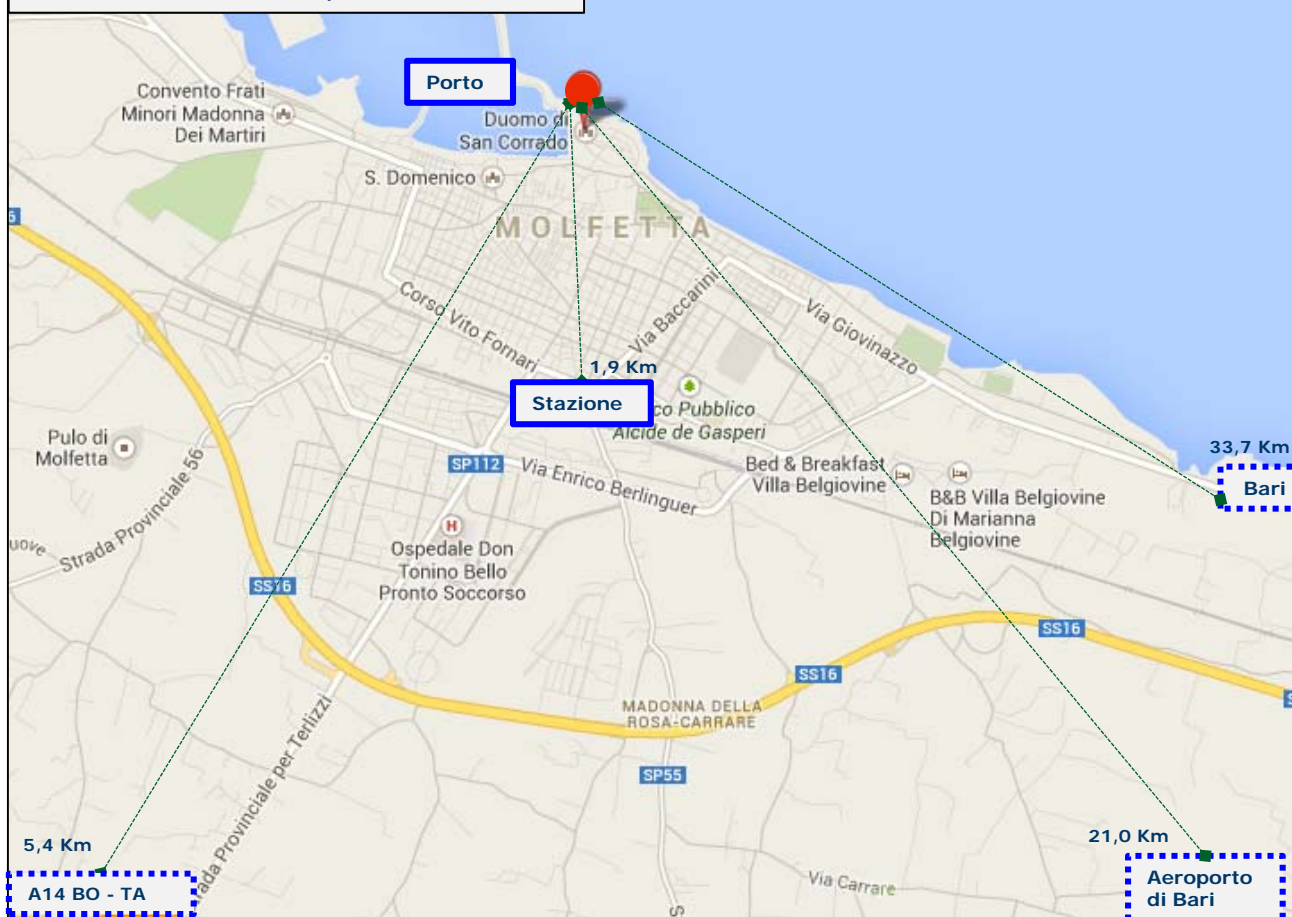 Porto
Convento Frati
Minori Madonna
Dei Martiri
Duomo di
San Corrado
S. Domenico
MOLFETTA
Corso Vito Fornari
Via Baccarini
Via Giovinazzo
1,9 Km
Stazione
co Pubblico
Alcide de Gasperi
Pulo di
Molfetta
SP112
Via Enrico Berlinguer
Bed & Breakfast
Villa Belgiovine
B&B Villa Belgiovine
Di Marianna
Belgiovine
33,7 Km
Bari
uove
Strada Provinciale 56
Ospedale Don
Tonino Bello
Pronto Soccorso
H
SS16
SS16
SS16
MADONNA DELLA
ROSA-CARRARE
SP55
rada Provinciale per Terlizzi
5,4 Km
A14 BO - TA
21,0 Km
Aeroporto
di Bari
Via Carrare